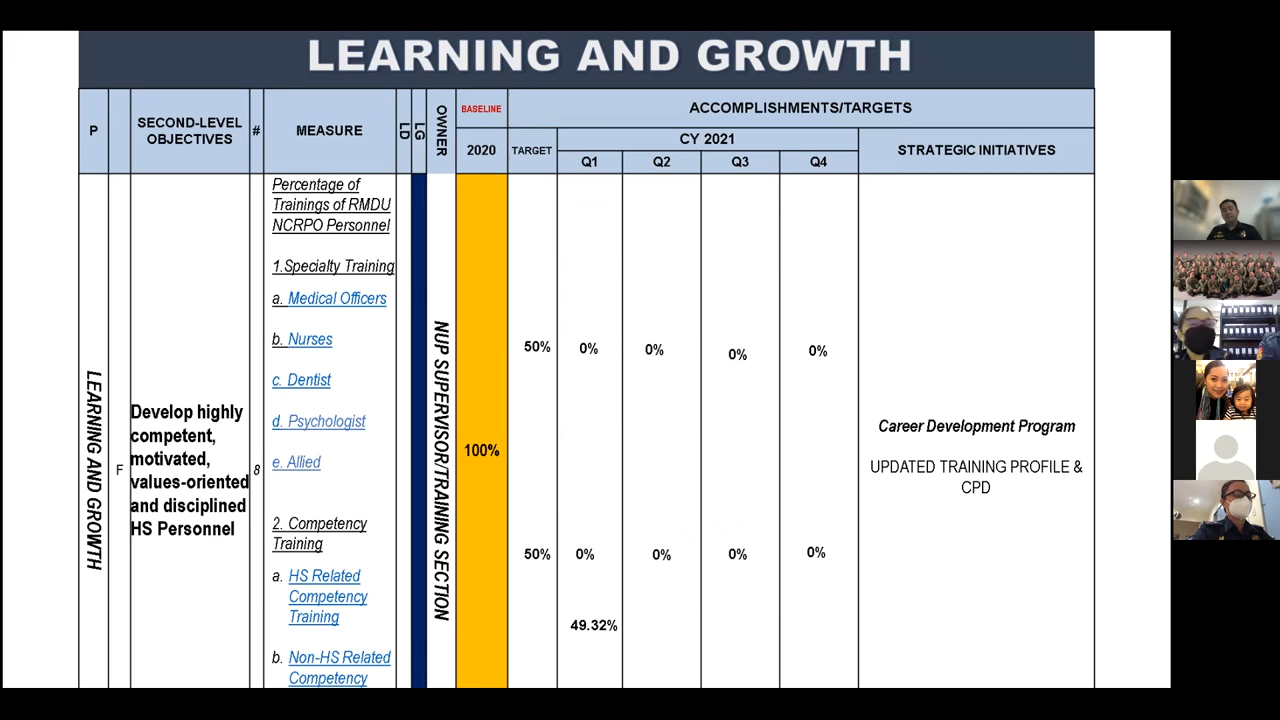 LEARNING AND GROWTH
P
SECOND-LEVEL
OBJECTIVES
#
MEASURE
LD
LG
OWNER
BASELINE
2020
ACCOMPLISHMENTS/TARGETS
TARGET
CY 2021
Q1
Q2
Q3
Q4
STRATEGIC INITIATIVES
LEARNING AND GROWTH
F
Develop highly
competent,
motivated,
values-oriented
and disciplined
HS Personnel
8
Percentage of
Trainings of RMDU
NCRPO Personnel
1.Specialty Training
a. Medical Officers
b. Nurses
c. Dentist
d. Psychologist
e. Allied
2. Competency
Training
a. HS Related
Competency
Training
b. Non-HS Related
Competency
NUP SUPERVISOR/TRAINING SECTION
100%
50%
0%
0%
0%
0%
50%
0%
0%
0%
0%
49.32%
Career Development Program
UPDATED TRAINING PROFILE &
CPD